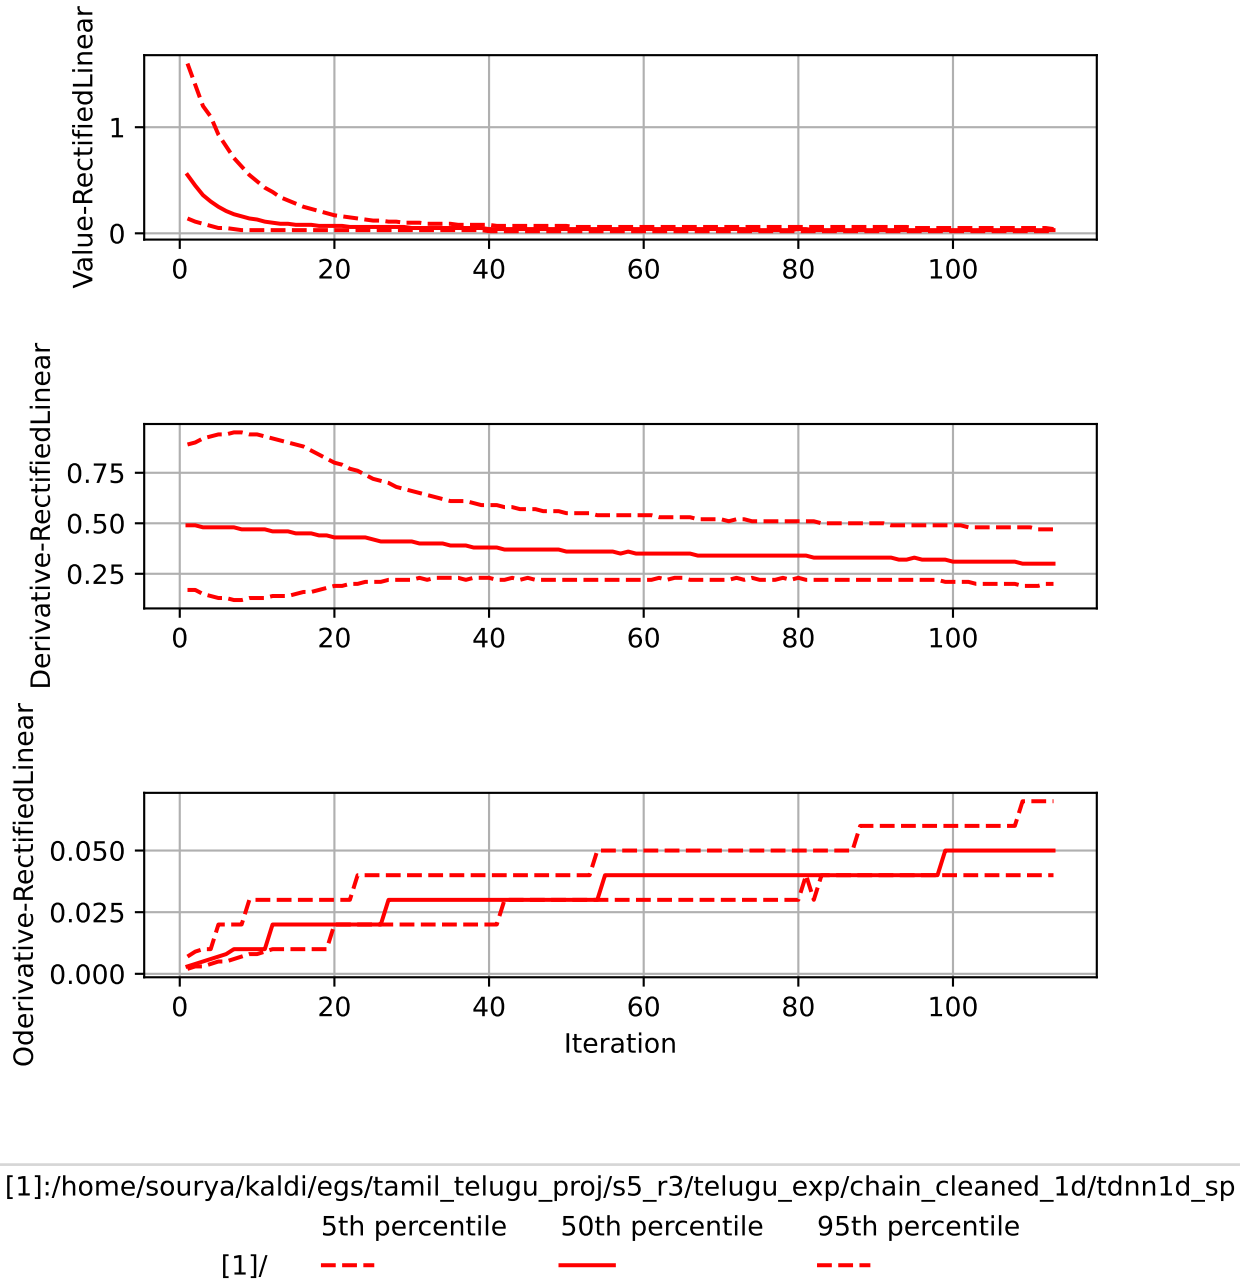 Value-RectifiedLinear
1
0
0 20 40 60 80 100
Derivative-RectifiedLinear
0.75
0.50
0.25
0 20 40 60 80 100
Oderivative-RectifiedLinear
0.050
0.025
0.000
0 20 40 60 80 100
Iteration
[1]:/home/sourya/kaldi/egs/tamil_telugu_proj/s5_r3/telugu_exp/chain_cleaned_1d/tdnn1d_sp
5th percentile 50th percentile 95th percentile
[1]/